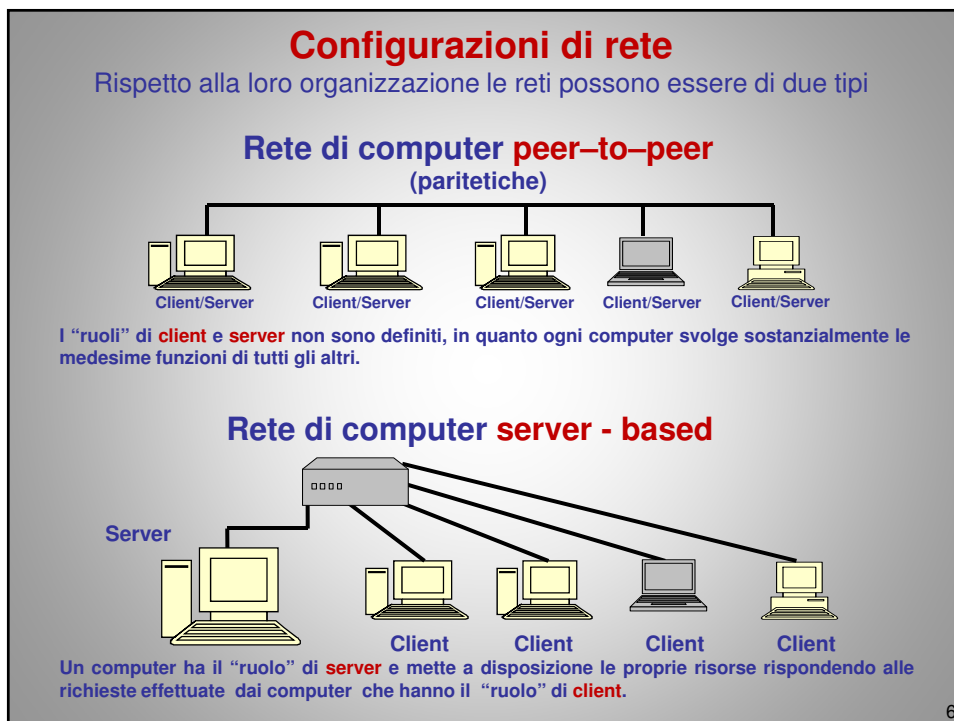 Configurazioni di rete
Rispetto alla loro organizzazione le reti possono essere di due tipi
Rete di computer peer–to–peer
(paritetiche)
Client/Server Client/Server Client/Server Client/Server Client/Server
I “ruoli” di client e server non sono definiti, in quanto ogni computer svolge sostanzialmente le
medesime funzioni di tutti gli altri.
Rete di computer server - based
Server
Client Client Client Client
Un computer ha il “ruolo” di server e mette a disposizione le proprie risorse rispondendo alle
richieste effettuate dai computer che hanno il “ruolo” di client.
6